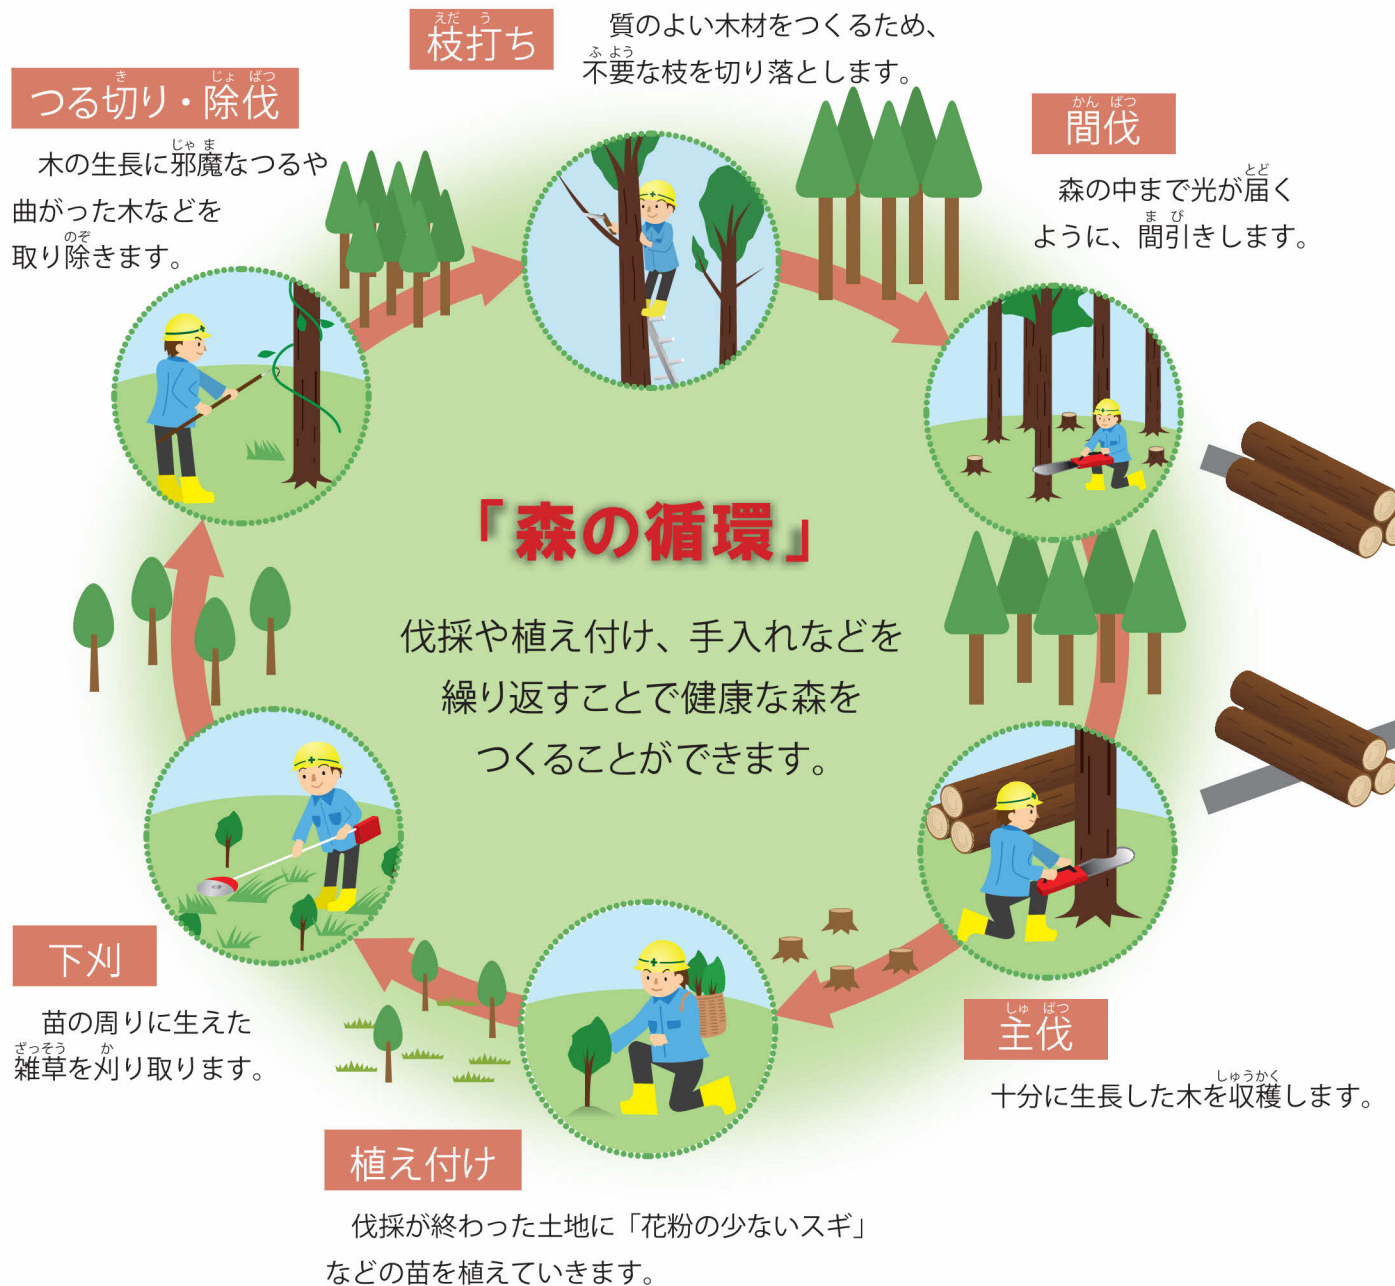 枝打ち
質のよい木材をつくるため、
不要な枝を切り落とします。
つる切り・除伐
木の生長に邪魔なつるや
曲がった木などを
取り除きます。
間伐
森の中まで光が届く
ように、間引きします。
「森の循環」
伐採や植え付け、手入れなどを
繰り返すことで健康な森を
つくることができます。
下刈
苗の周りに生えた
雑草を刈り取ります。
主伐
十分に生長した木を収穫します。
植え付け
伐採が終わった土地に「花粉の少ないスギ」
などの苗を植えていきます。